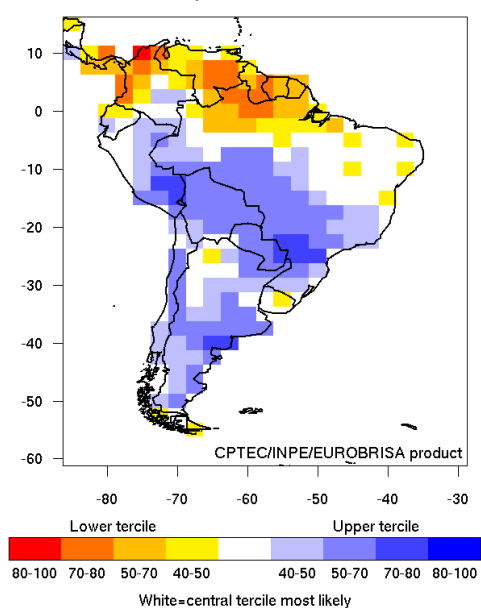 10
0
-10
-20
-30
-40
-50
-60
CPTEC/INPE/EUROBRISA product
-80 -70 -60 -50 -40 -30
Lower tercile Upper tercile
80-100 70-80 50-70 40-50 40-50 50-70 70-80 80-100
White=central tercile most likely